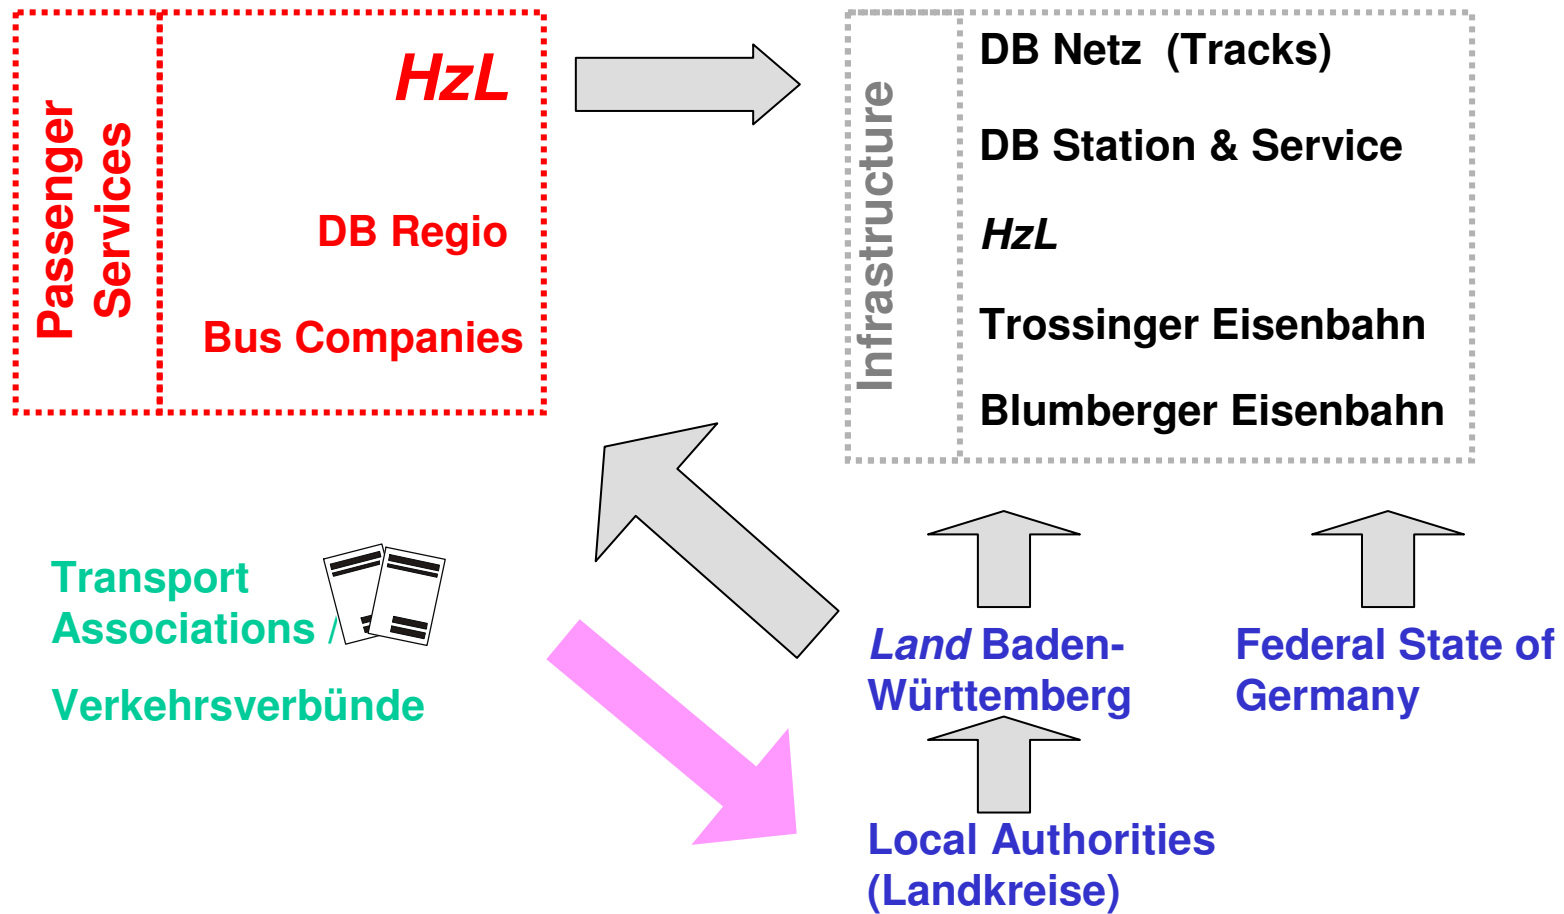 Passenger
Services
HzL
DB Regio
Bus Companies
Infrastructure
DB Netz (Tracks)
DB Station & Service
HzL
Trossinger Eisenbahn
Blumberger Eisenbahn
Transport
Associations /
Verkehrsverbünde
Land Baden-
Württemberg
Federal State of
Germany
Local Authorities
(Landkreise)